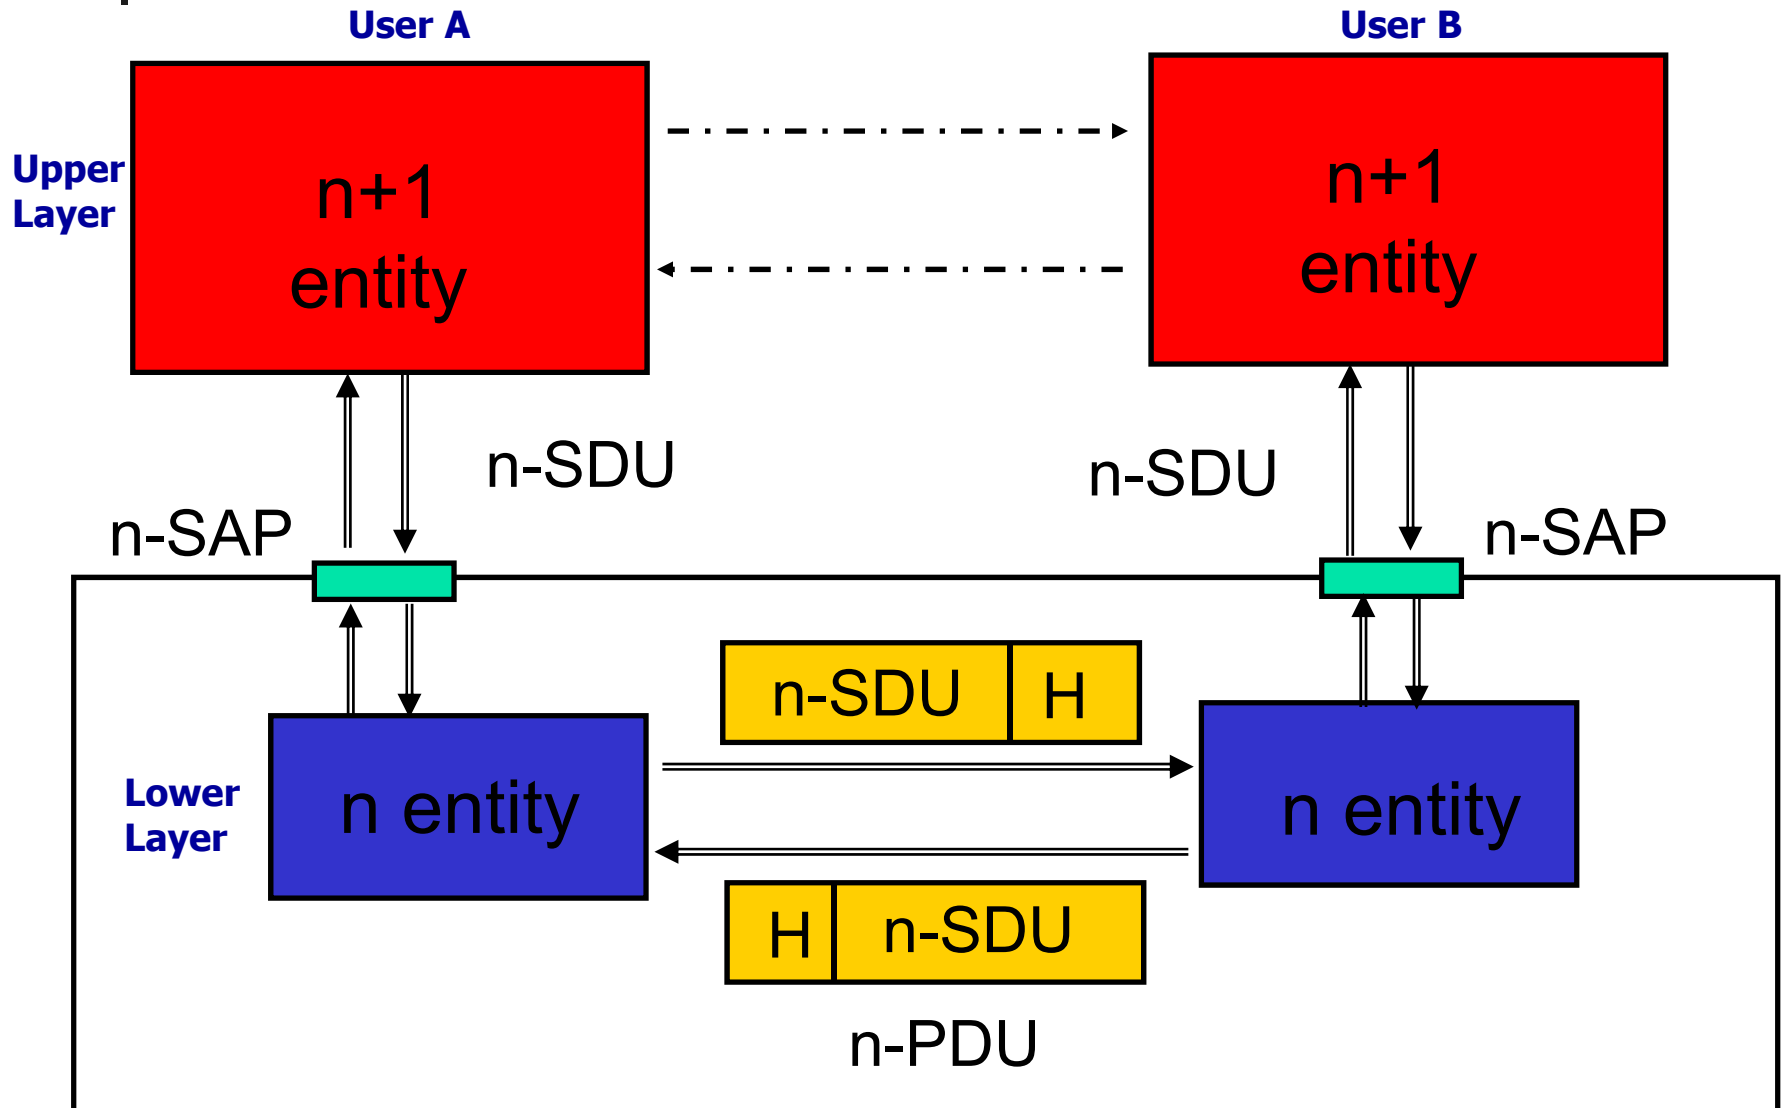 User A
User B
Upper
Layer
n+1
entity
n+1
entity
n-SDU
n-SDU
n-SAP
n-SAP
n-SDU
H
Lower
Layer
n entity
n entity
H
n-SDU
n-PDU